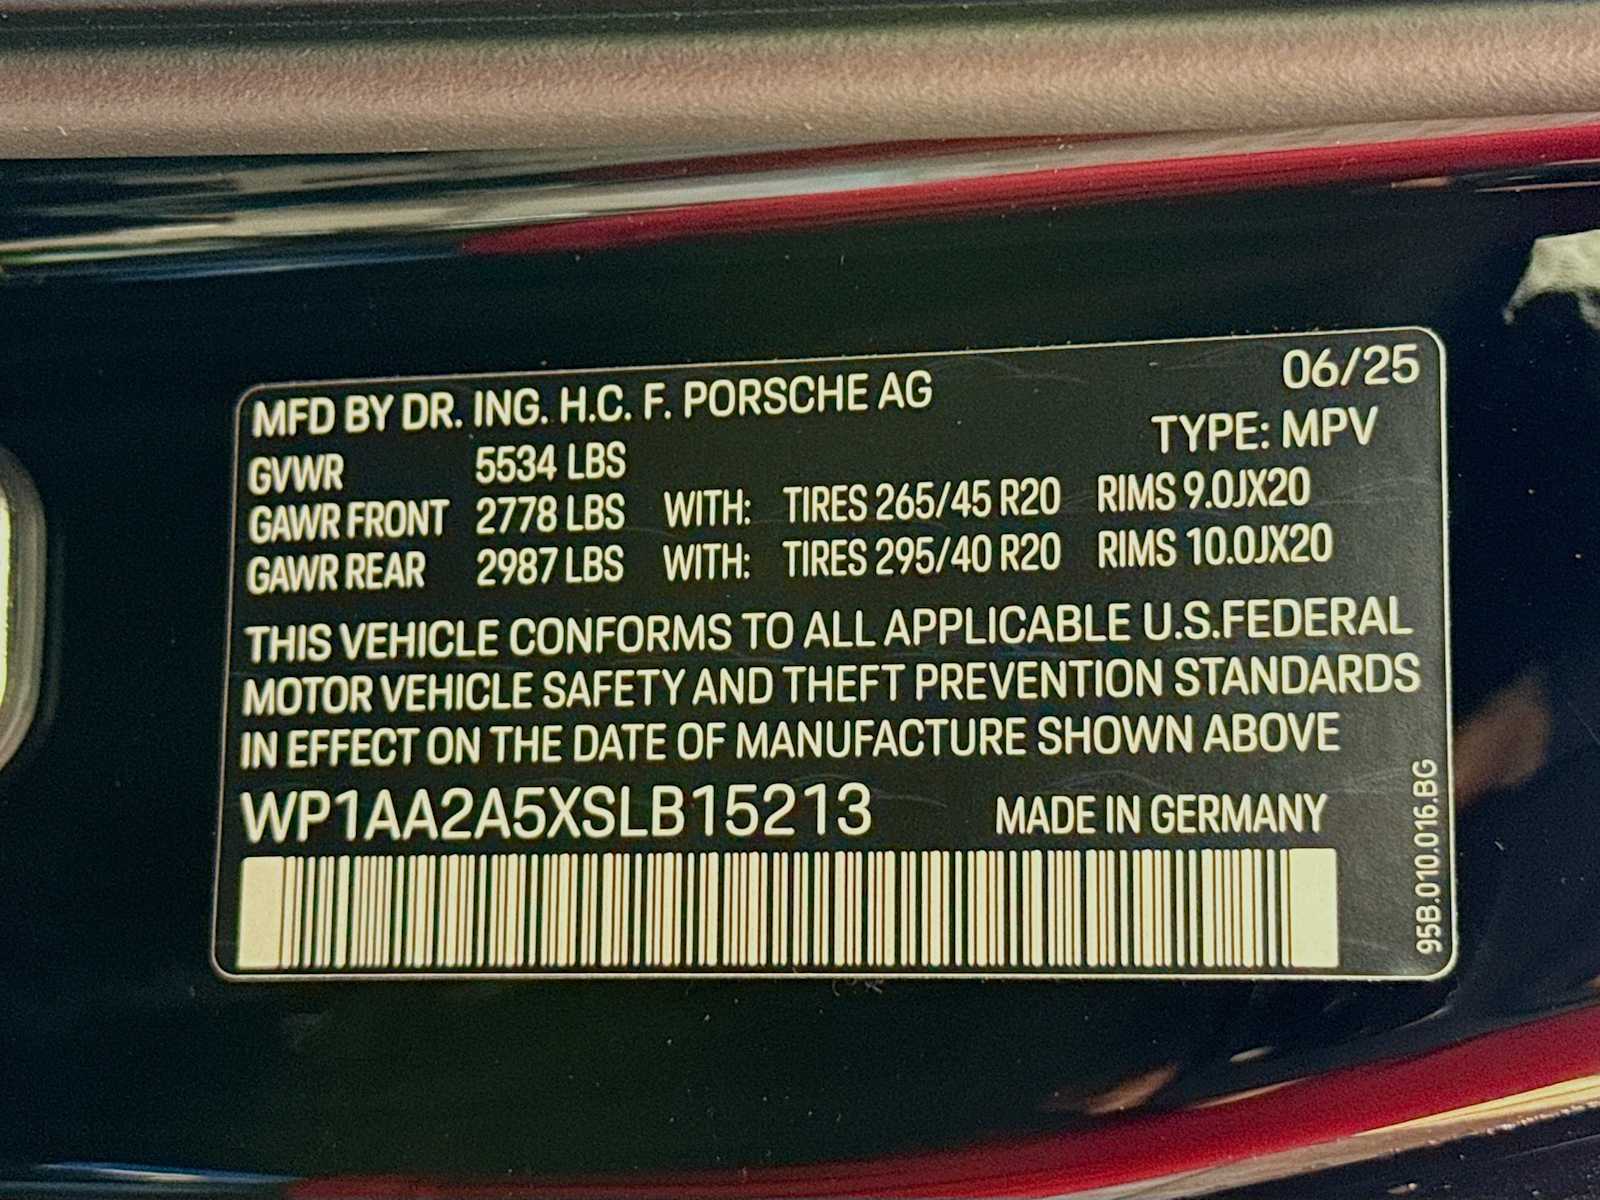 06/25
MFD BY DR. ING. H.C. F. PORSCHE AG
TYPE: MPV
GVWR 5534 LBS
GAWR FRONT 2778 LBS WITH: TIRES 265/45 R20 RIMS 9.0JX20
GAWR REAR 2987 LBS WITH: TIRES 295/40 R20 RIMS 10.0JX20
THIS VEHICLE CONFORMS TO ALL APPLICABLE U.S.FEDERAL
MOTOR VEHICLE SAFETY AND THEFT PREVENTION STANDARDS
IN EFFECT ON THE DATE OF MANUFACTURE SHOWN ABOVE
WP1AA2A5XSLB15213 MADE IN GERMANY
95B.010.016.BG